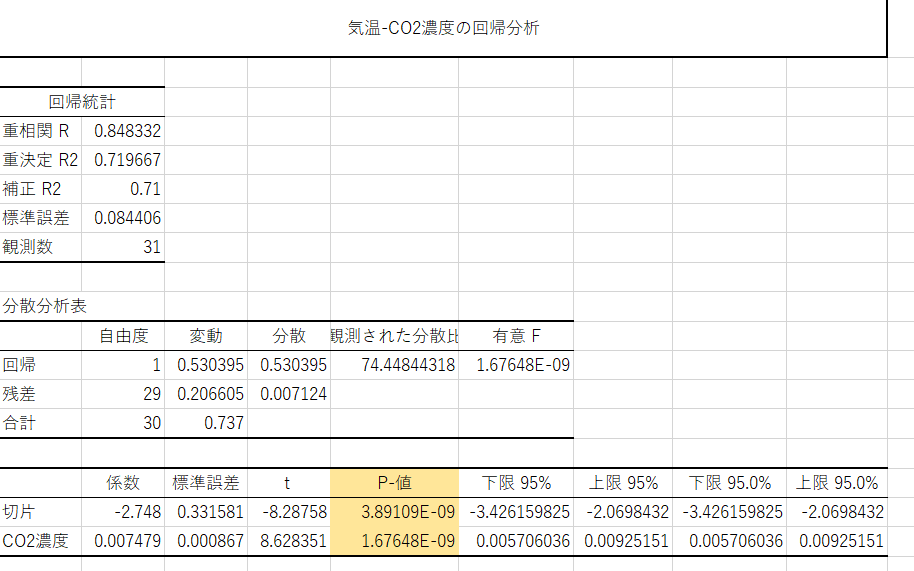 気温-CO2濃度の回帰分析
回帰統計
重相関 R 0.848332
重決定 R2 0.719667
補正 R2 0.71
標準誤差 0.084406
観測数 31
分散分析表
自由度 変動 分散 観測された分散比 有意 F
回帰 1 0.530395 0.530395 74.44844318 1.67648E-09
残差 29 0.206605 0.007124
合計 30 0.737
係数 標準誤差 t P-値 下限 95% 上限 95% 下限 95.0% 上限 95.0%
切片 -2.748 0.331581 -8.28758 3.89109E-09 -3.426159825 -2.0698432 -3.426159825 -2.0698432
CO2濃度 0.007479 0.000867 8.628351 1.67648E-09 0.005706036 0.00925151 0.005706036 0.00925151